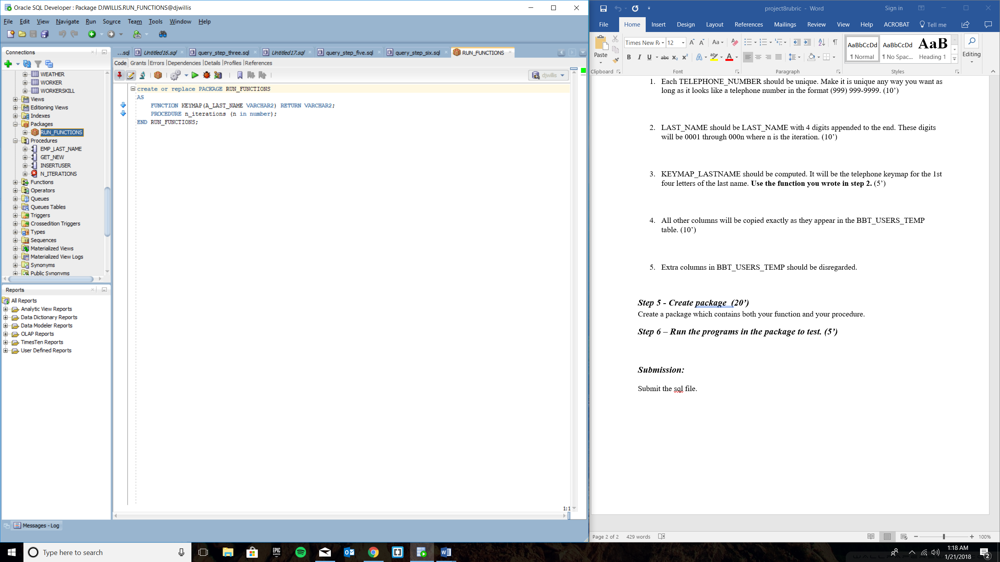 Oracle SQL Developer : Package DJWILLIS.RUN_FUNCTIONS@djwillis
File Edit View Navigate Run Source Team Tools Window Help
Connections
WEATHER
WORKER
WORKERSKILL
Views
Editioning Views
Indexes
Packages
RUN_FUNCTIONS
Procedures
EMP_LAST_NAME
GET_NEW
INSERTUSER
N_ITERATIONS
Functions
Operators
Queues
Queues Tables
Triggers
Crossedition Triggers
Types
Sequences
Materialized Views
Materialized View Logs
Synonyms
Public Synonyms
Reports
All Reports
Analytic View Reports
Data Dictionary Reports
Data Modeler Reports
OLAP Reports
TimesTen Reports
User Defined Reports
...sql Untitled16.sql query_step_three.sql Untitled17.sql query_step_five.sql query_step_six.sql RUN_FUNCTIONS
Code Grants |Errors |Dependencies |Details |Profiles |References
djwillis
create or replace PACKAGE RUN_FUNCTIONS
AS
FUNCTION KEYMAP(A_LAST_NAME VARCHAR2) RETURN VARCHAR2;
PROCEDURE n_iterations (n in number);
END RUN_FUNCTIONS;
1:1
Messages - Log
project8rubric - Word Sign in
File Home Insert Design Layout References Mailings Review View Help ACROBAT Tell me
Paste
Times New R 12
Aa
B I U abc x₂ x²
A A
AaBbCcDd AaBbCcDd AaB
¶ Normal ¶ No Spac... Heading 1
Editing
Clipboard Font Paragraph Styles
1. Each TELEPHONE_NUMBER should be unique. Make it is unique any way you want as
long as it looks like a telephone number in the format (999) 999-9999. (10’)
2. LAST_NAME should be LAST_NAME with 4 digits appended to the end. These digits
will be 0001 through 000n where n is the iteration. (10’)
3. KEYMAP_LASTNAME should be computed. It will be the telephone keymap for the 1st
four letters of the last name. Use the function you wrote in step 2. (5’)
4. All other columns will be copied exactly as they appear in the BBT_USERS_TEMP
table. (10’)
5. Extra columns in BBT_USERS_TEMP should be disregarded.
Step 5 - Create package (20’)
Create a package which contains both your function and your procedure.
Step 6 – Run the programs in the package to test. (5’)
Submission:
Submit the sql file.
Page 2 of 2 429 words
100%
Type here to search
EPIC GAMES
1:18 AM
1/21/2018
2